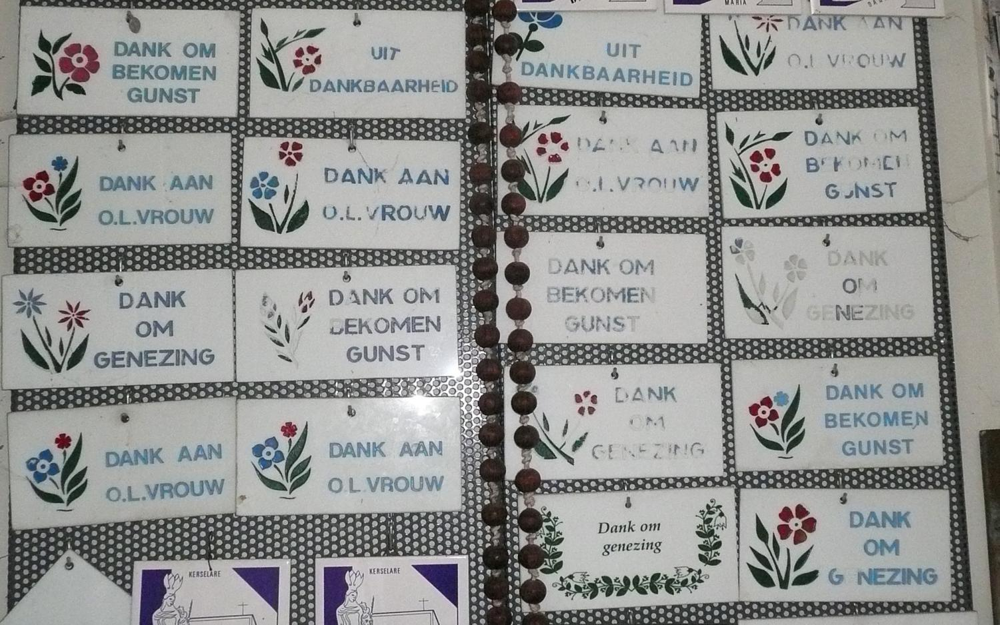 DANK OM
BEKOMEN
GUNST
UIT
DANKBAARHEID
UIT
DANKBAARHEID
MARIA
DANK AAN
O.L VROUW
DANK AAN
O.L.VROUW
DANK AAN
O.L.VROUW
DANK AAN
O.L.VROUW
DANK OM
BEKOMEN
GUNST
DANK
OM
GENEZING
DANK OM
BEKOMEN
GUNST
DANK OM
BEKOMEN
GUNST
DANK
OM
GENEZING
DANK AAN
O.L.VROUW
DANK AAN
O.L.VROUW
DANK
OM
GENEZING
DANK OM
BEKOMEN
GUNST
Dank om
genezing
DANK
OM
G NEZING
KERSELARE
KERSELARE